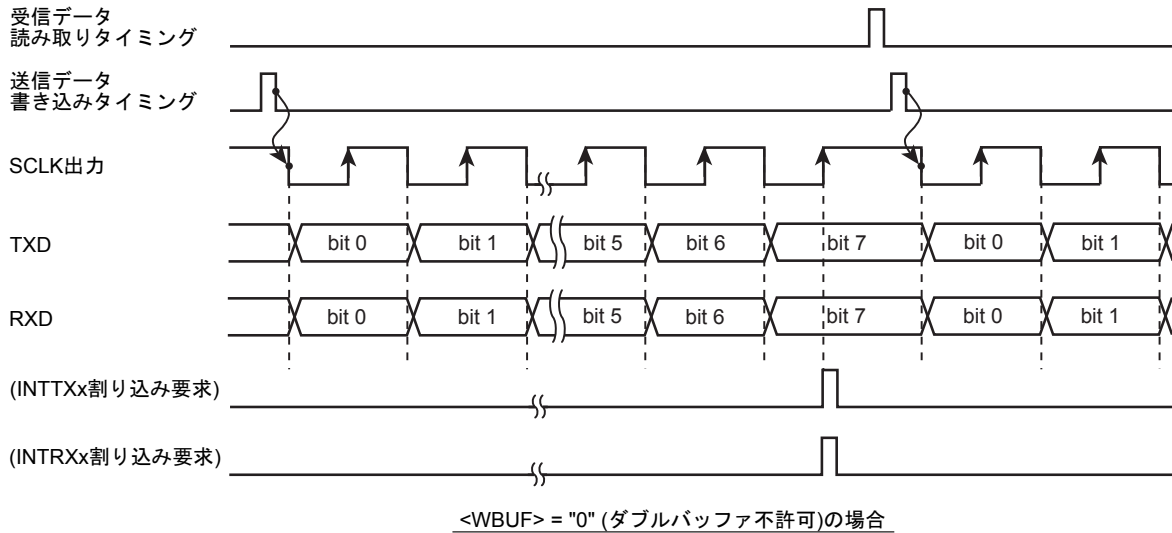 受信データ
読み取りタイミング
送信データ
書き込みタイミング
SCLK出力
TXD
bit 0 bit 1 bit 5 bit 6 bit 7 bit 0 bit 1
RXD
bit 0 bit 1 bit 5 bit 6 bit 7 bit 0 bit 1
(INTTXx割り込み要求)
(INTRXx割り込み要求)
<WBUF> = "0" (ダブルバッファ不許可)の場合